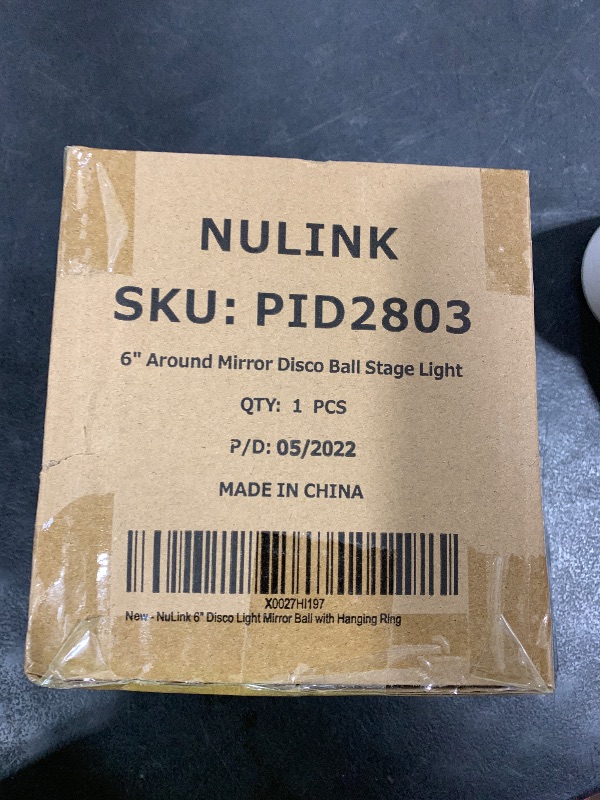 NULINK
SKU: PID2803
6" Around Mirror Disco Ball Stage Light
QTY: 1 PCS
P/D: 05/2022
MADE IN CHINA
X0027HI197
New - NuLink 6" Disco Light Mirror Ball with Hanging Ring